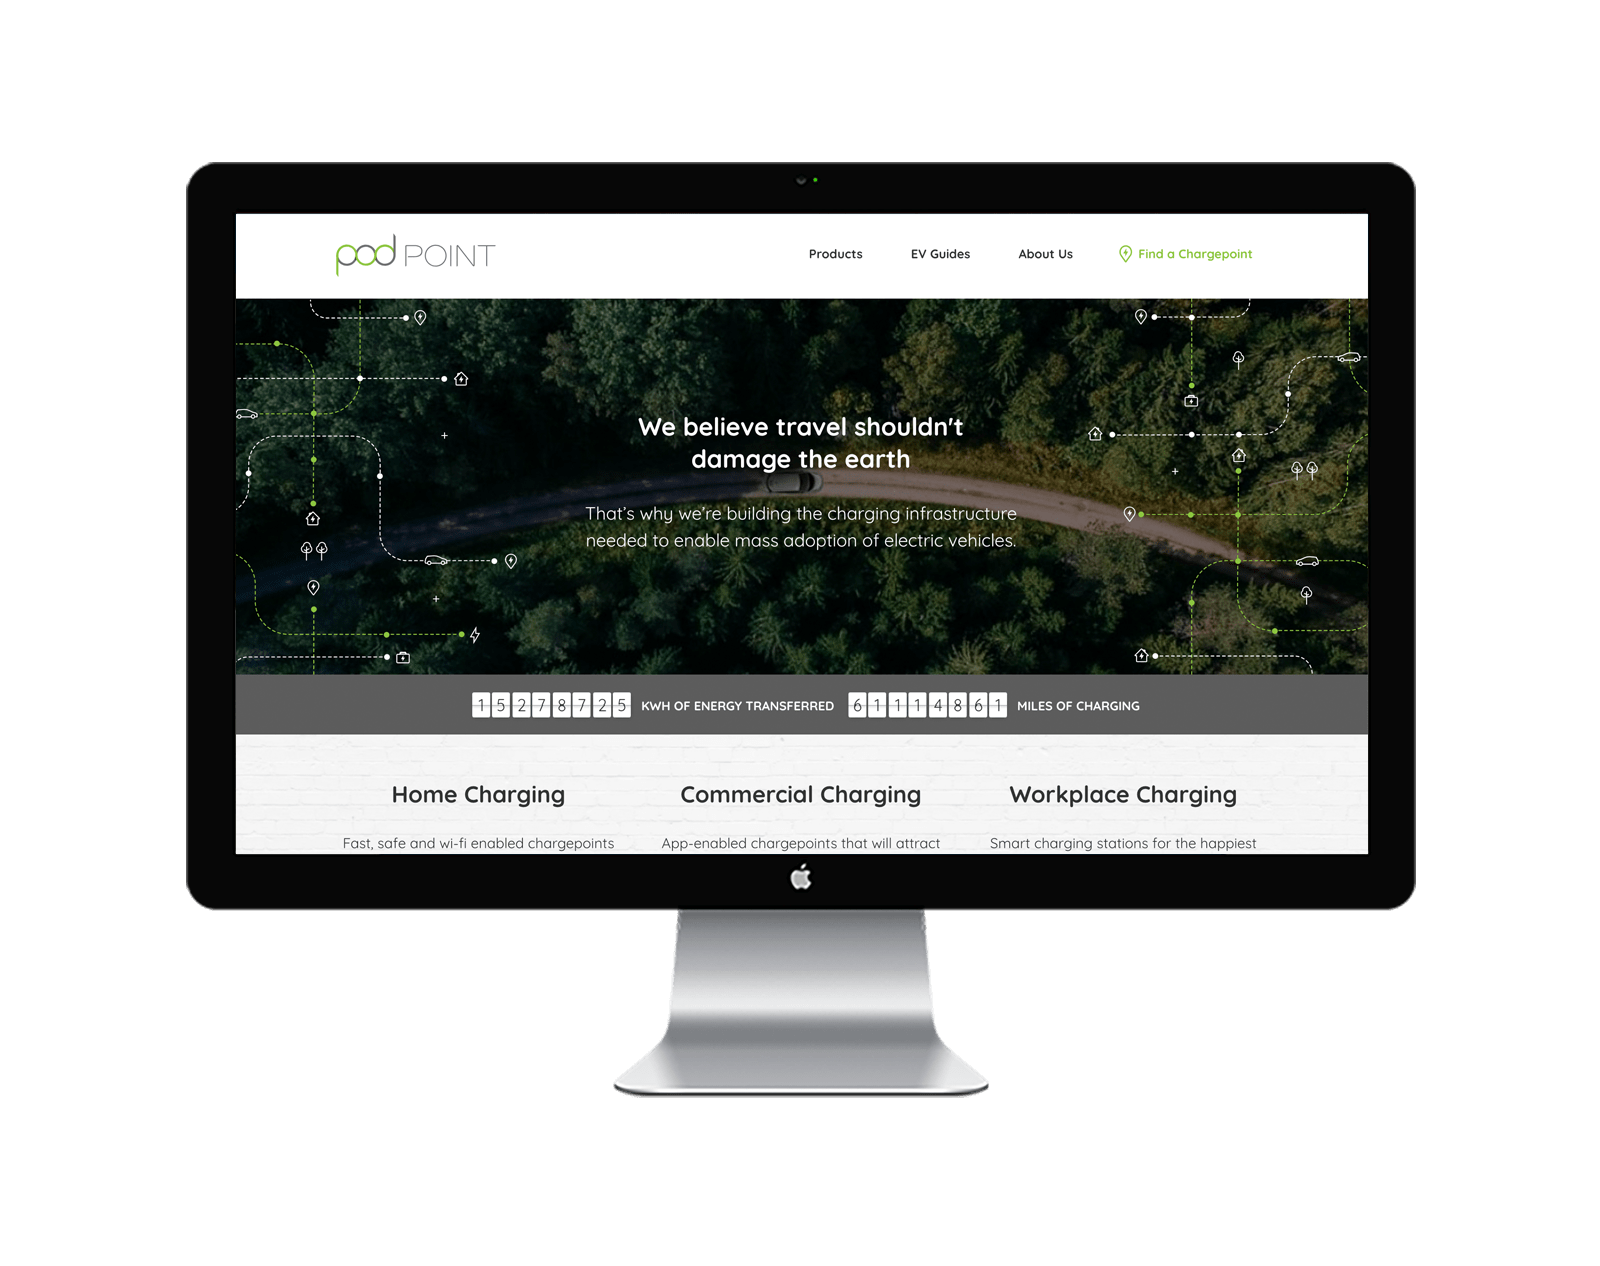 pod POINT
Products
EV Guides
About Us
Find a Chargepoint
We believe travel shouldn't
damage the earth
That's why we're building the charging infrastructure
needed to enable mass adoption of electric vehicles.
15278725 KWH OF ENERGY TRANSFERRED 61114861 MILES OF CHARGING
Home Charging
Commercial Charging
Workplace Charging
Fast, safe and wi-fi enabled chargepoints
App-enabled chargepoints that will attract
Smart charging stations for the happiest